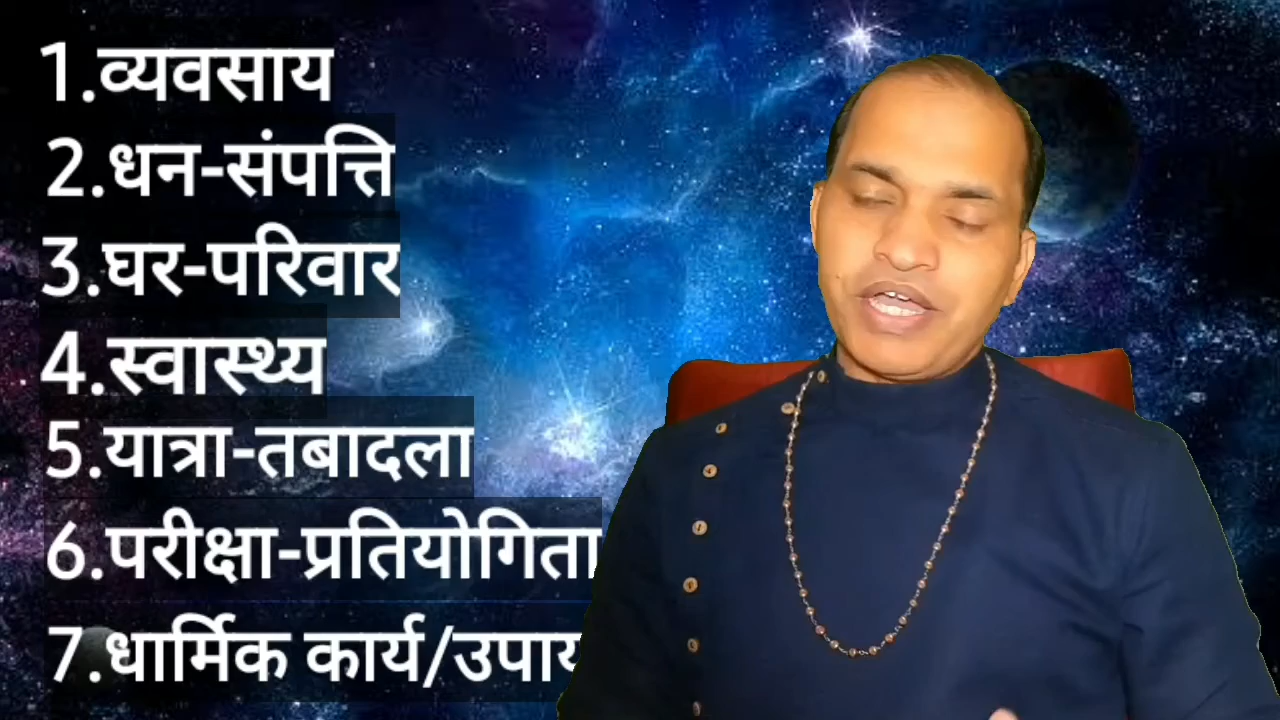 1.व्यवसाय
2.धन-संपत्ति
3.घर-परिवार
4.स्वास्थ्य
5.यात्रा-तबादला
6.परीक्षा-प्रतियोगिता
7.धार्मिक कार्य/उपाय